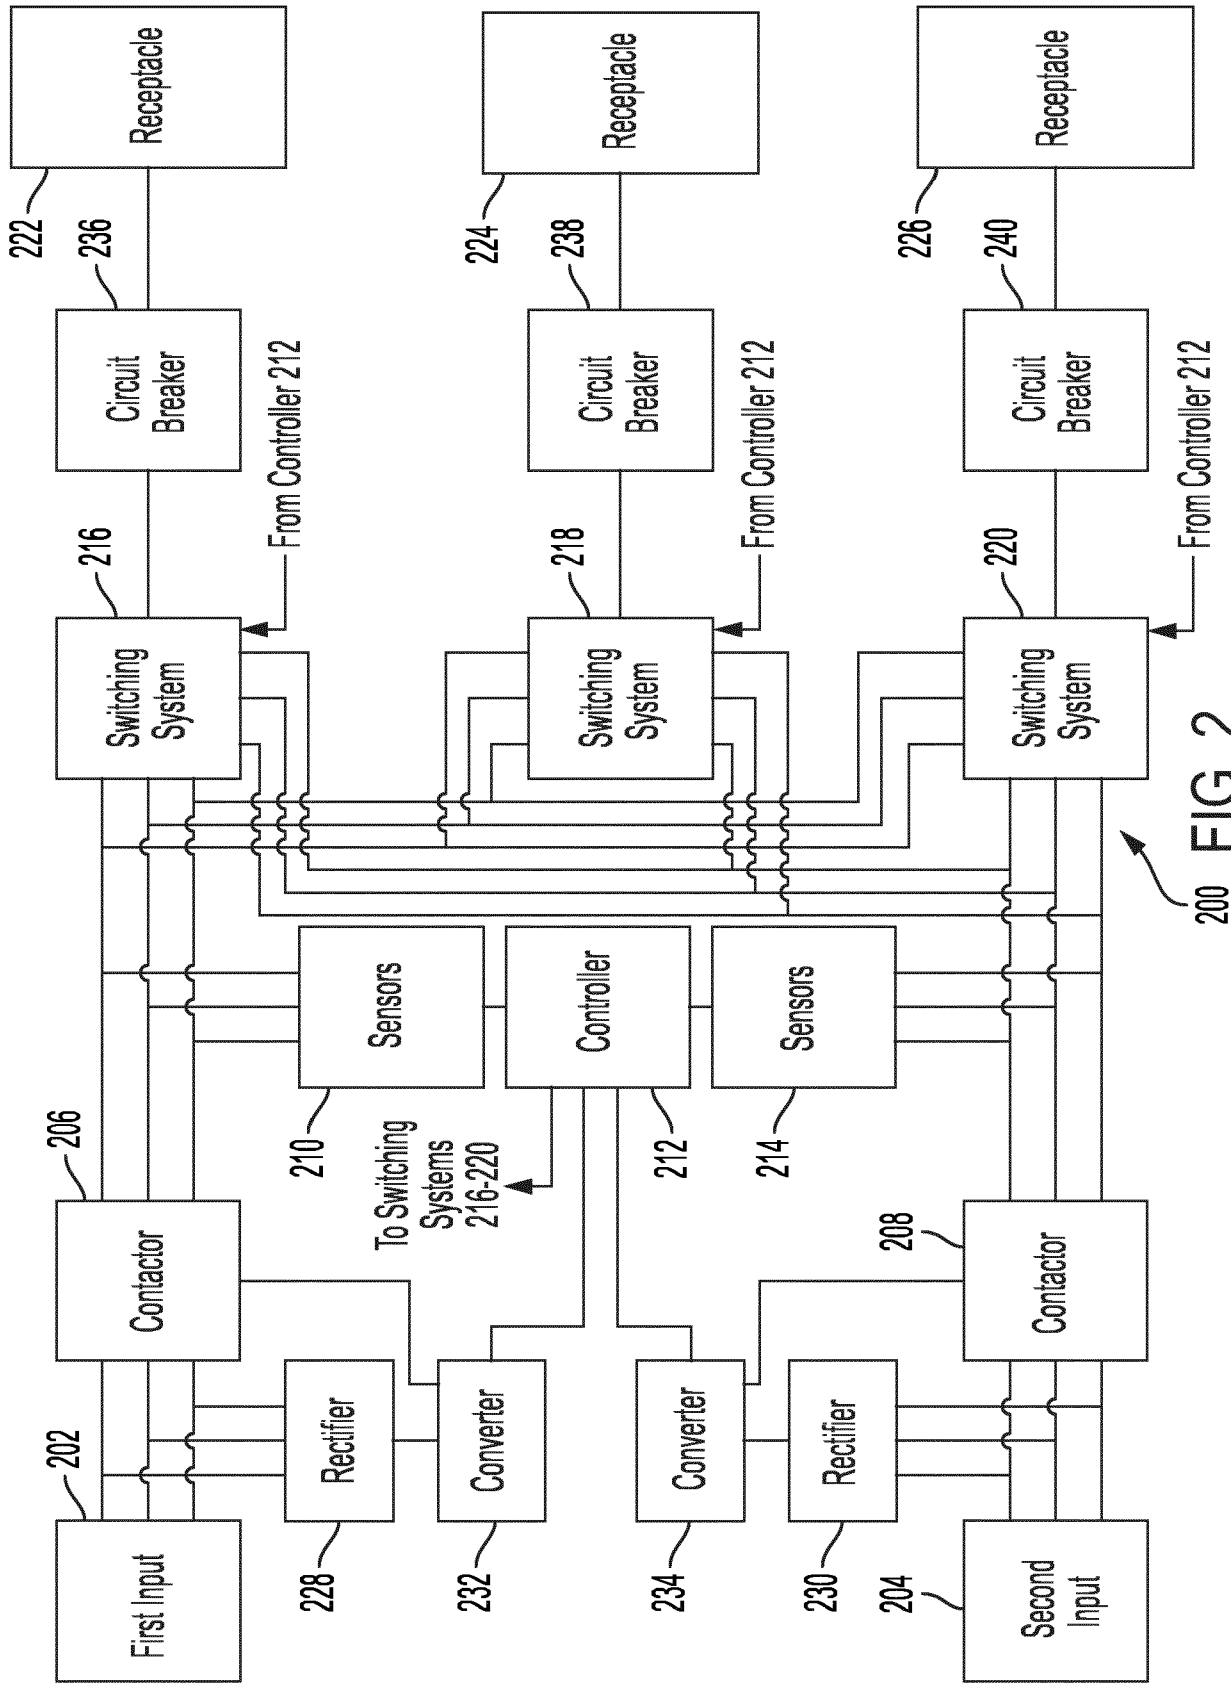 202
First Input
206
Contactor
228
Rectifier
232
Converter
210
Sensors
To Switching
Systems
216-220
212
Controller
234
Converter
230
Rectifier
214
Sensors
204
Second
Input
208
Contactor
216
Switching
System
From Controller 212
236
Circuit
Breaker
222
Receptacle
218
Switching
System
From Controller 212
238
Circuit
Breaker
224
Receptacle
220
Switching
System
From Controller 212
240
Circuit
Breaker
226
Receptacle
200
FIG. 2